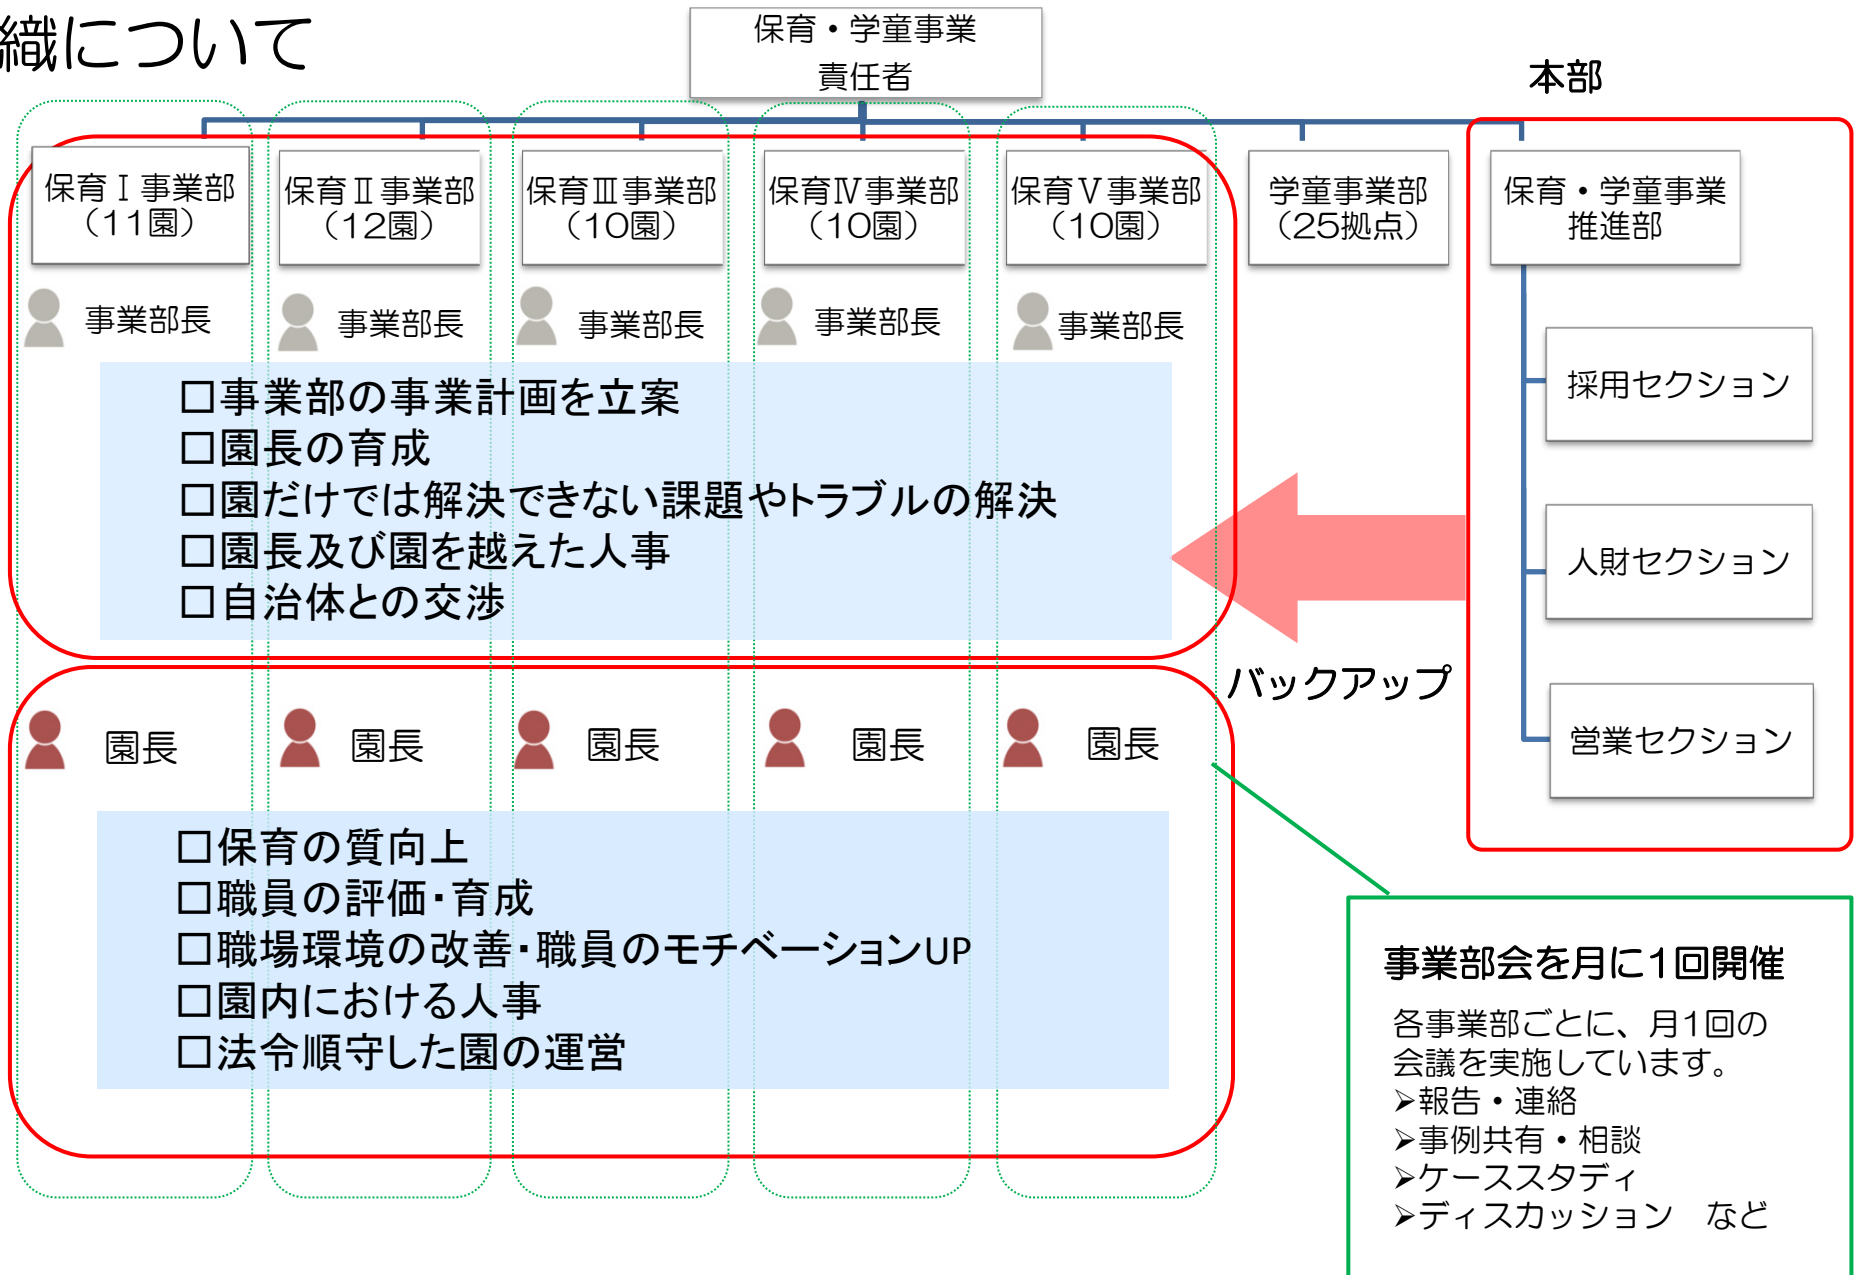 織について
保育・学童事業
責任者
本部
保育Ⅰ事業部
（11園）
保育Ⅱ事業部
（12園）
保育Ⅲ事業部
（10園）
保育Ⅳ事業部
（10園）
保育Ⅴ事業部
（10園）
学童事業部
（25拠点）
保育・学童事業
推進部
事業部長
事業部長
事業部長
事業部長
事業部長
□事業部の事業計画を立案
□園長の育成
□園だけでは解決できない課題やトラブルの解決
□園長及び園を越えた人事
□自治体との交渉
採用セクション
人財セクション
営業セクション
バックアップ
園長
園長
園長
園長
園長
□保育の質向上
□職員の評価・育成
□職場環境の改善・職員のモチベーションUP
□園内における人事
□法令順守した園の運営
事業部会を月に1回開催
各事業部ごとに、月1回の
会議を実施しています。
➢報告・連絡
➢事例共有・相談
➢ケーススタディ
➢ディスカッション　など